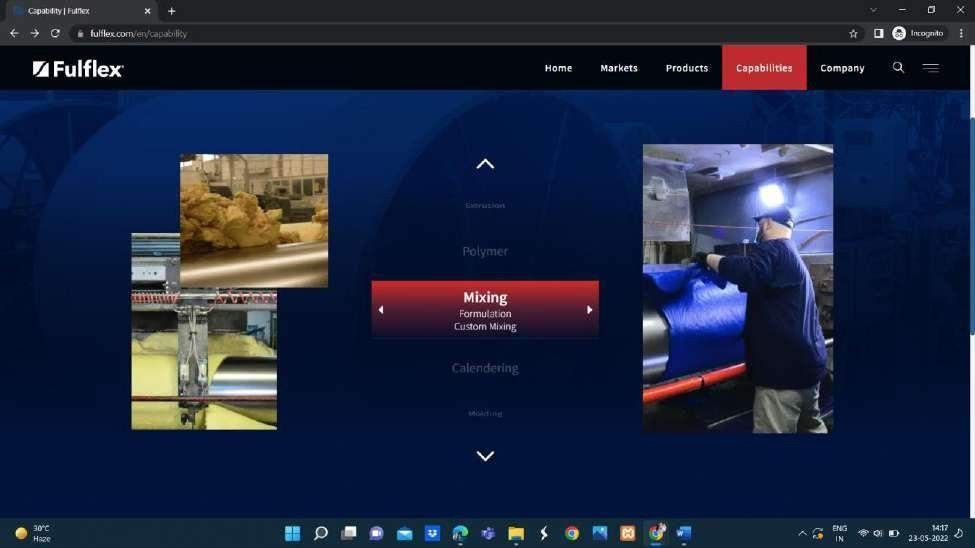 Capability | Fulflex
fulflex.com/en/capability
Incognito
Fulflex
Home
Markets
Products
Capabilities
Company
Extrusion
Polymer
Mixing
Formulation
Custom Mixing
Calendering
Molding
30°C
Haze
ENG
IN
14:17
23-05-2022